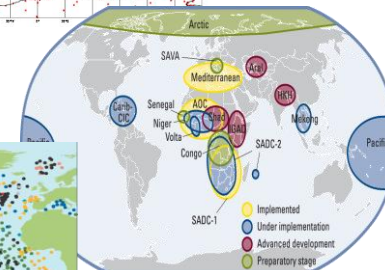 Arctic
SAVA
Aral
Mediterranean
HKH
Carib-
CIC
Senegal
AOC
Niger
Chad
IGAD
Mekong
Volta
Pacific
Pacifi
Congo
SADC-2
SADC-1
Implemented
Under implementation
Advanced development
Preparatory stage